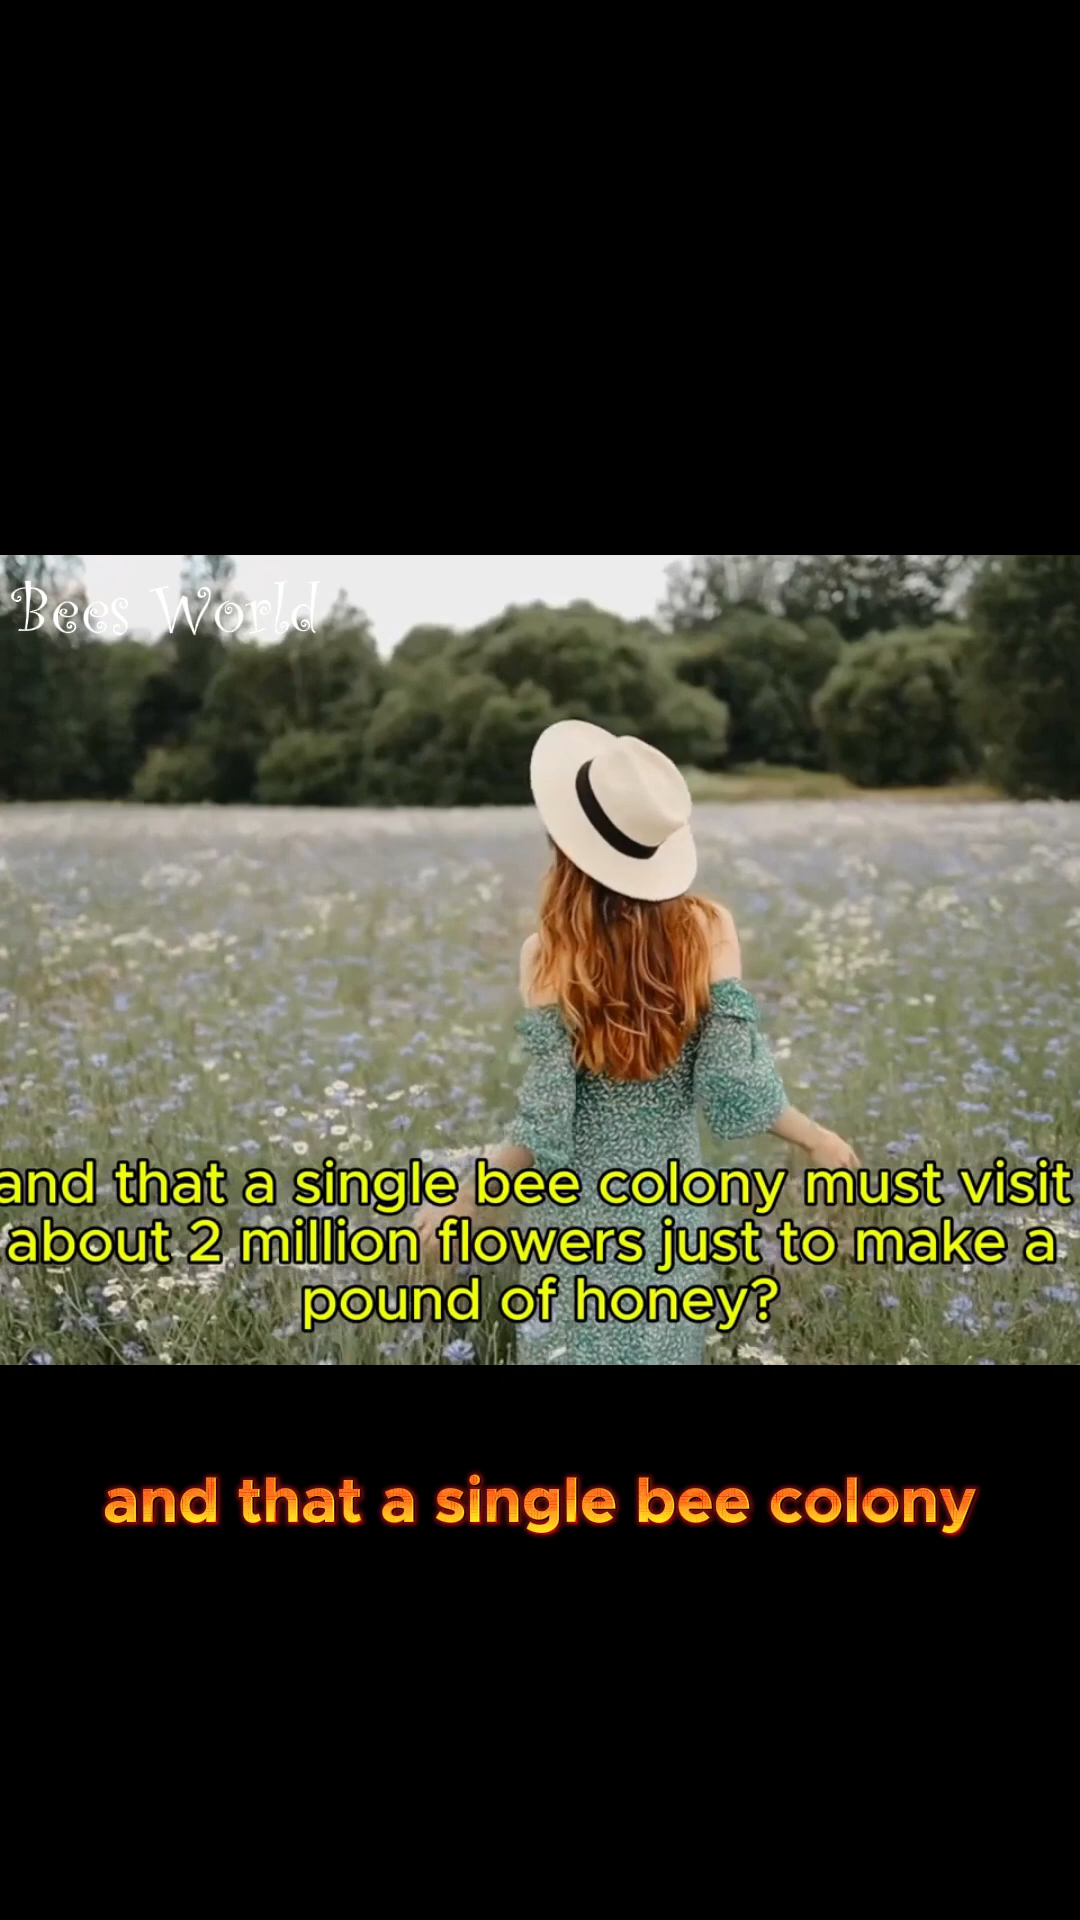 Bees World
and that a single bee colony must visit
about 2 million flowers just to make a
pound of honey?
and that a single bee colony